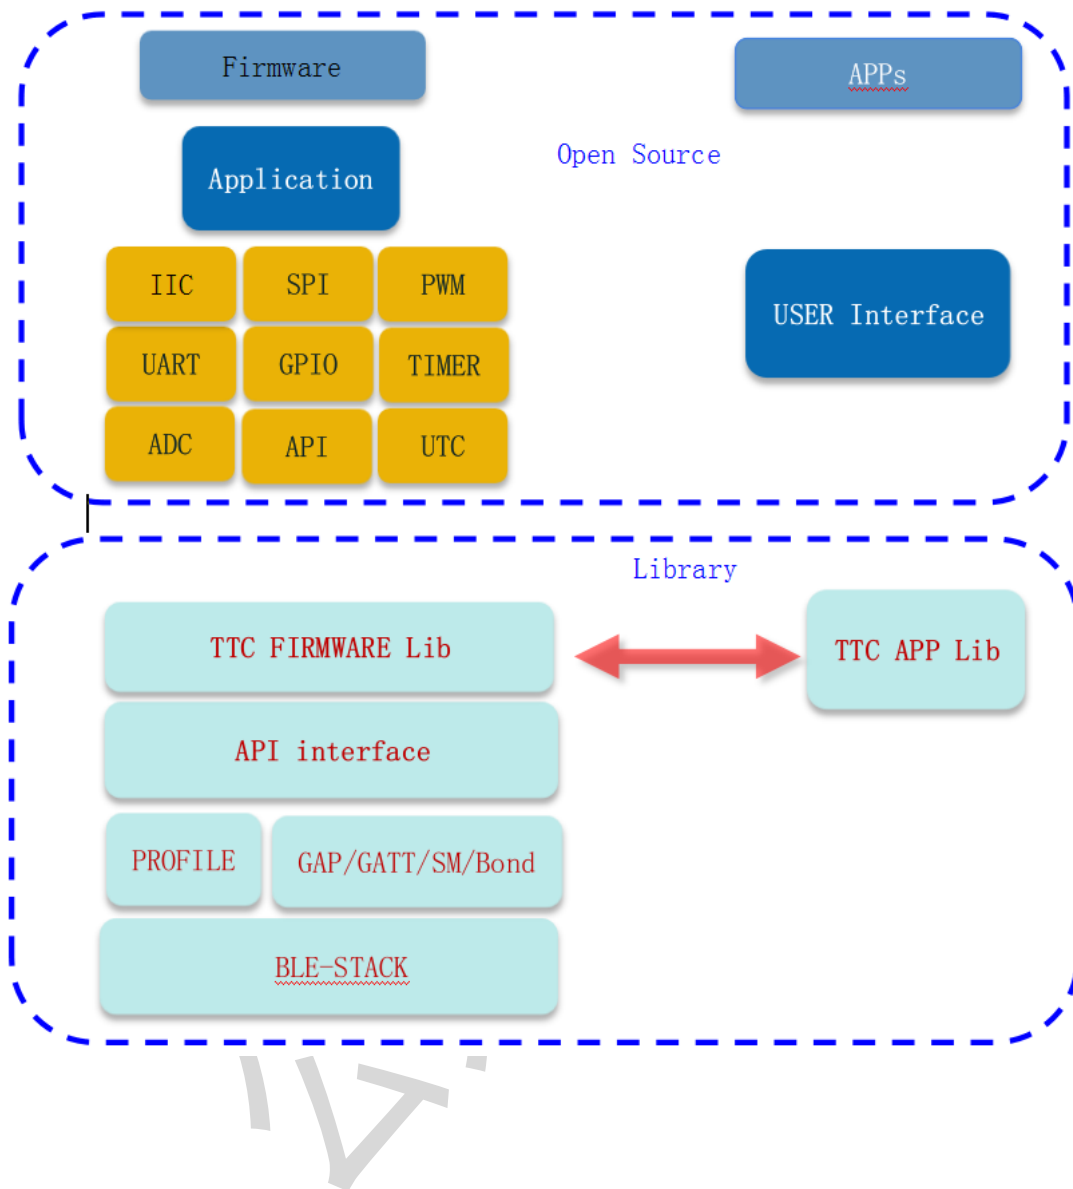 Firmware
APPs
Open Source
Application
IIC
SPI
PWM
USER Interface
UART
GPIO
TIMER
ADC
API
UTC
Library
TTC FIRMWARE Lib
TTC APP Lib
API interface
PROFILE
GAP/GATT/SM/Bond
BLE-STACK